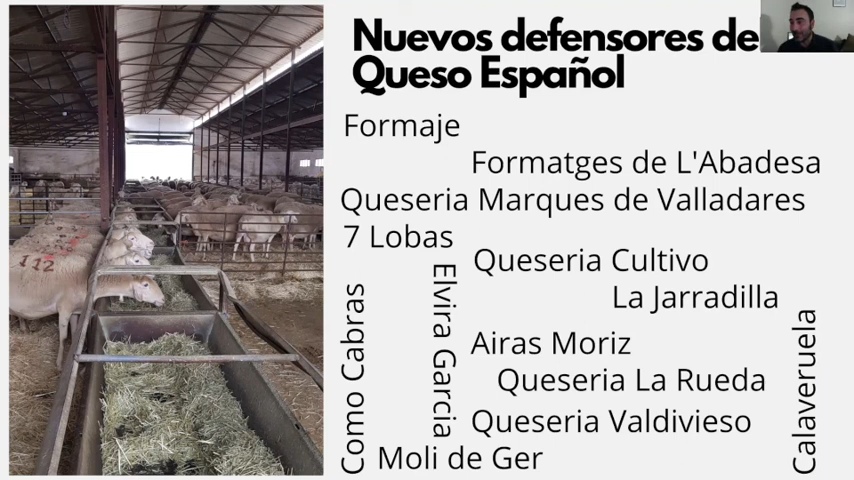 Nuevos defensores de
Queso Español
Formaje
Formatges de L'Abadesa
Queseria Marques de Valladares
7 Lobas
Queseria Cultivo
La Jarradilla
Como Cabras
Elvira Garcia
Airas Moriz
Calaveruela
Queseria La Rueda
Queseria Valdivieso
Moli de Ger
112